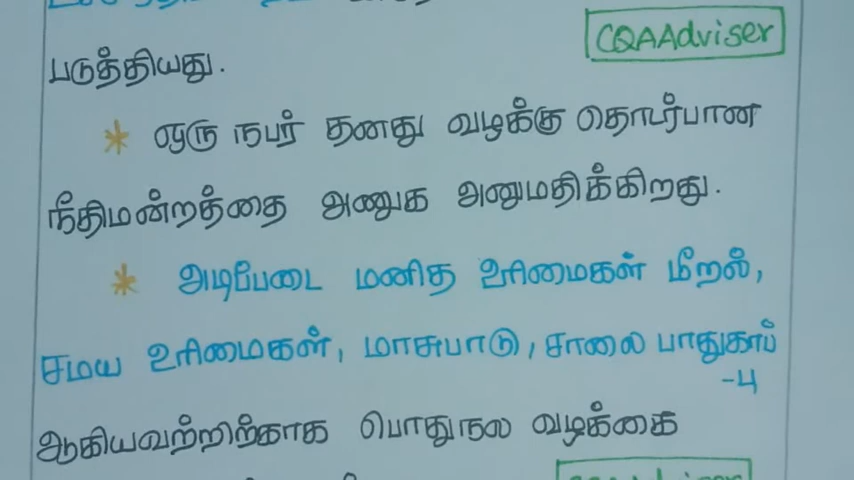 CQAAdviser
படுத்தியது.
* ஒரு நபர் தனது வழக்கு தொடர்பான
நீதிமன்றத்தை அணுக அனுமதிக்கிறது.
* அடிப்படை மனித உரிமைகள் மீறல்,
சமய உரிமைகள், மாசுபாடு, சாலை பாதுகாப்
-பு
ஆகியவற்றிற்காக பொதுநல வழக்கை